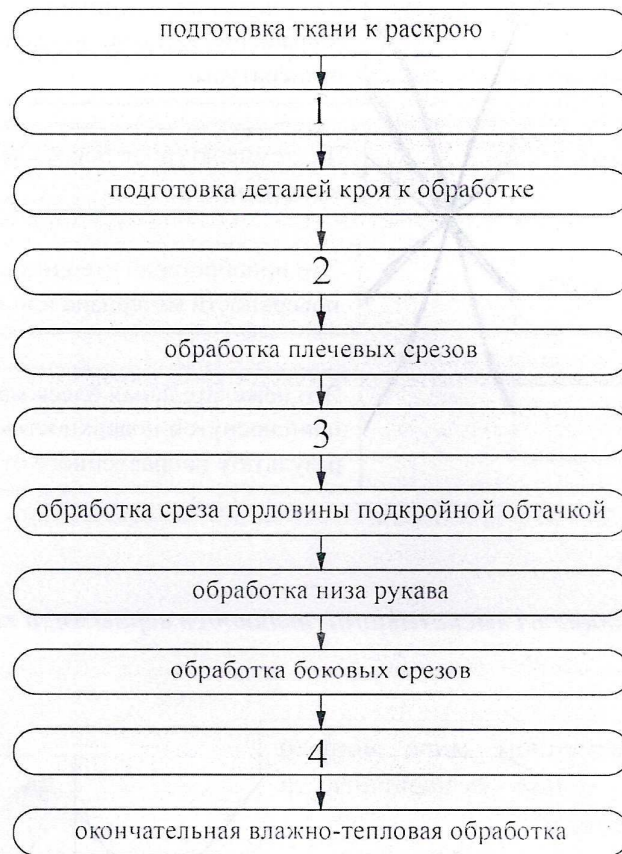 подготовка ткани к раскрою
1
подготовка деталей кроя к обработке
2
обработка плечевых срезов
3
обработка среза горловины подкройной обтачкой
обработка низа рукава
обработка боковых срезов
4
окончательная влажно-тепловая обработка